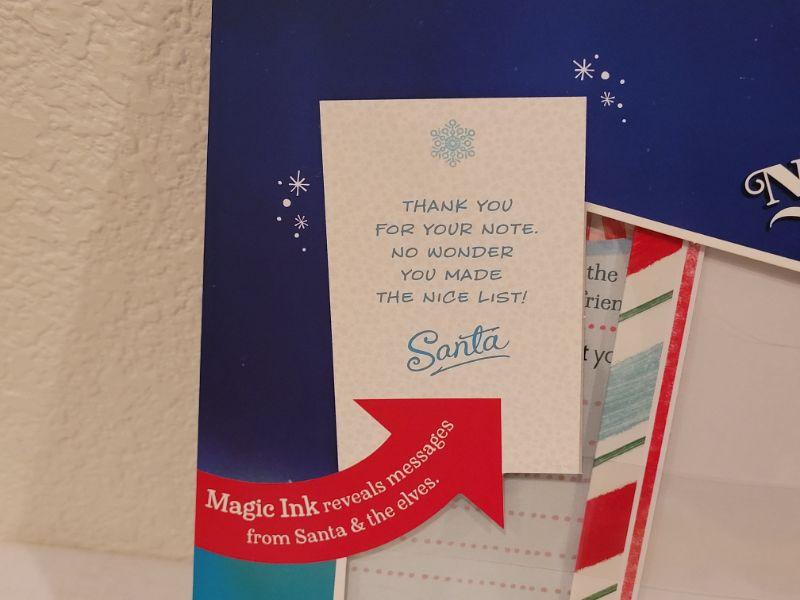 THANK YOU
FOR YOUR NOTE.
NO WONDER
YOU MADE
THE NICE LIST!
Santa
the
Magic Ink reveals messages
from Santa & the elves.